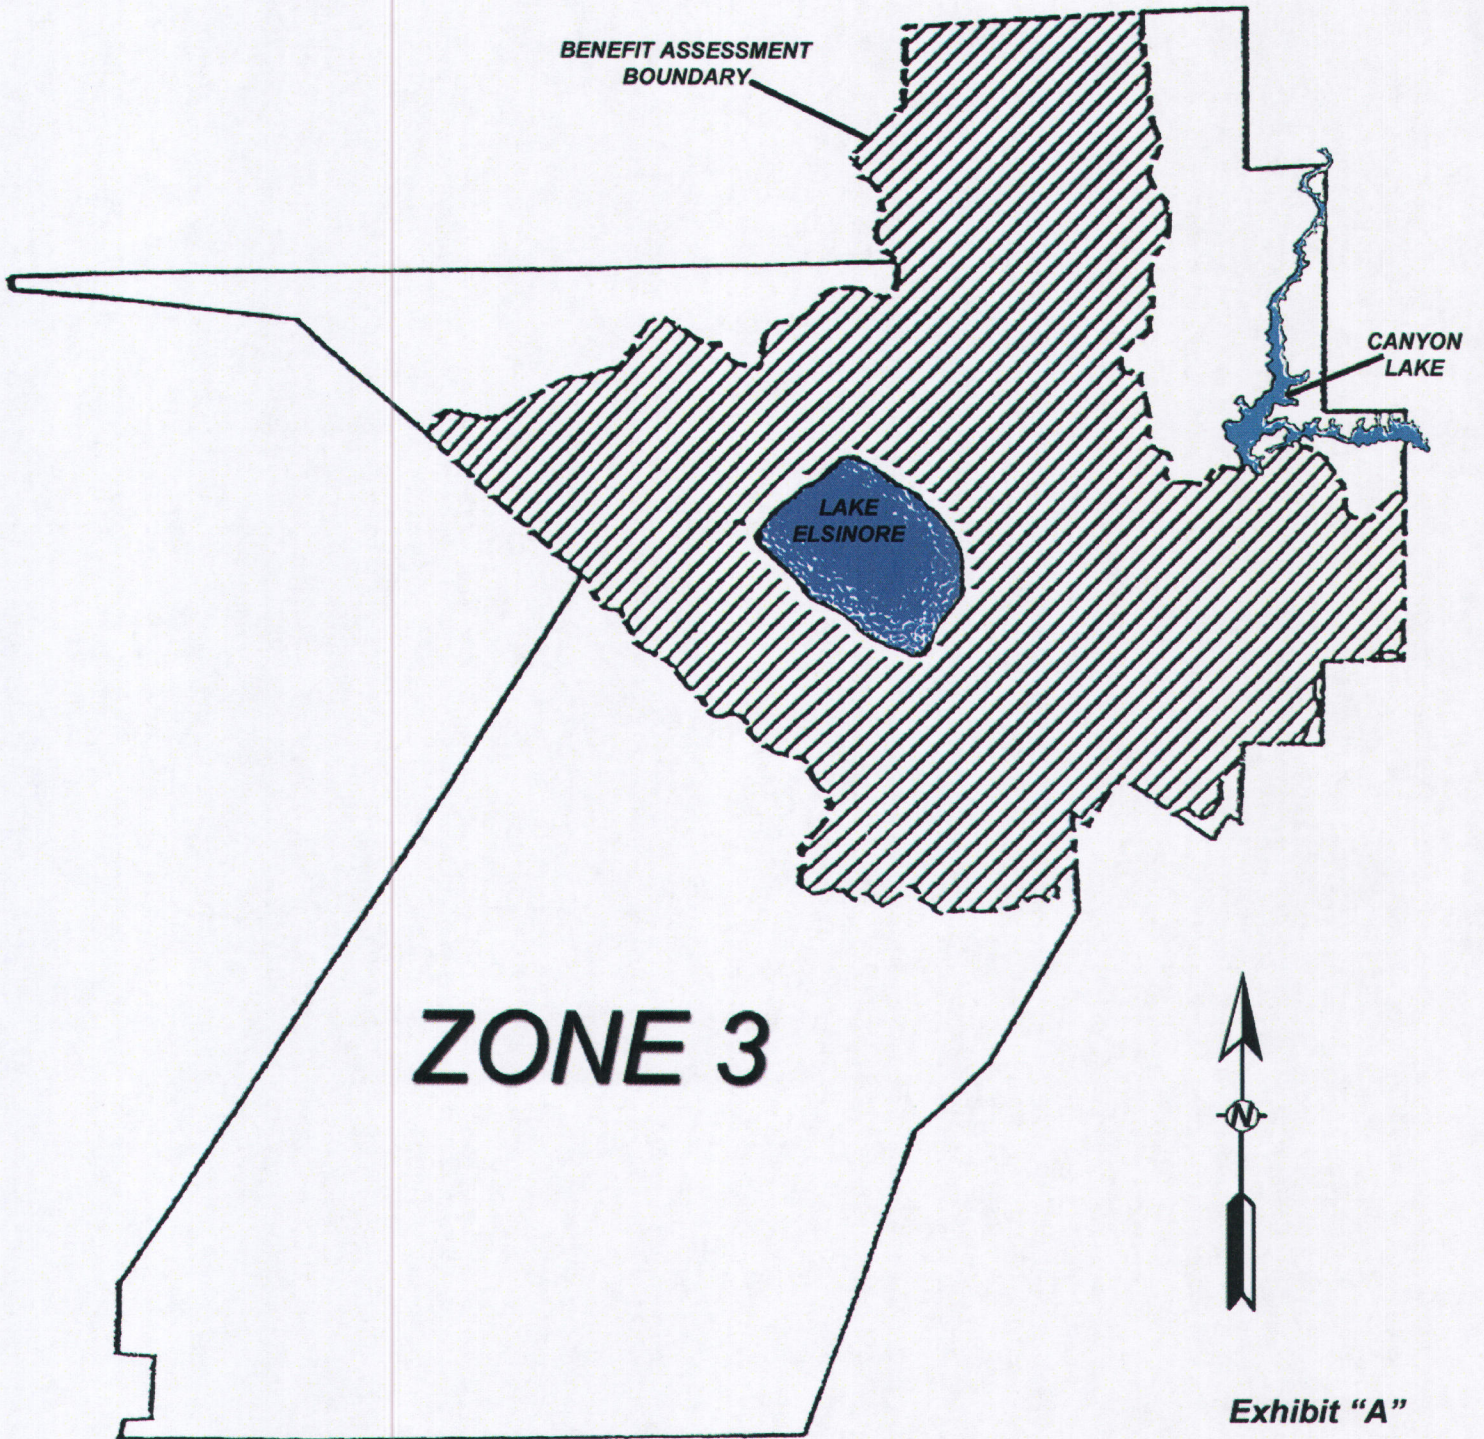 BENEFIT ASSESSMENT
BOUNDARY
CANYON
LAKE
LAKE
ELSINORE
ZONE 3
N
Exhibit “A”